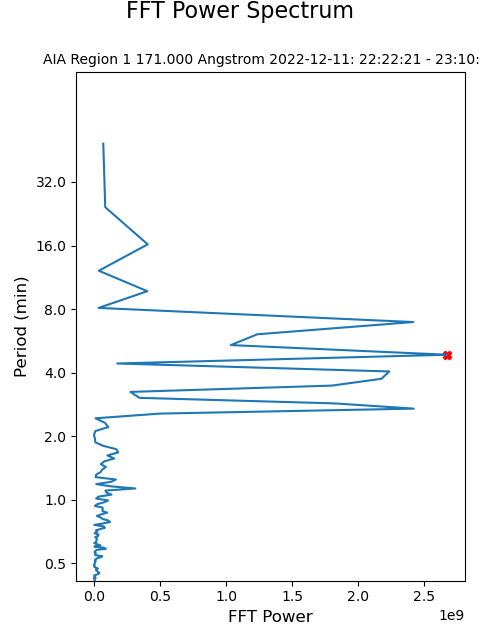 FFT Power Spectrum
AIA Region 1 171.000 Angstrom 2022-12-11: 22:22:21 - 23:10:
32.0
16.0
8.0
4.0
2.0
1.0
0.5
Period (min)
0.0 0.5 1.0 1.5 2.0 2.5
1e9
FFT Power